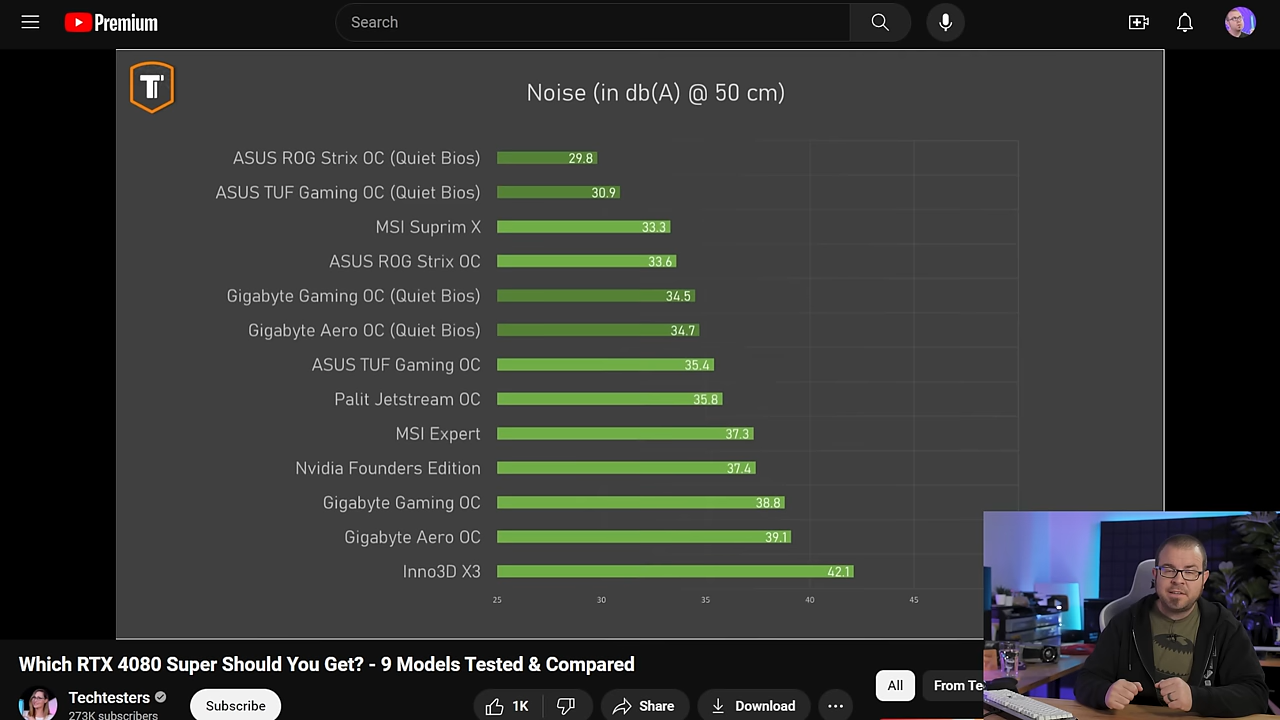 Premium
Search
T
Noise (in db(A) @ 50 cm)
ASUS ROG Strix OC (Quiet Bios) 29.8
ASUS TUF Gaming OC (Quiet Bios) 30.9
MSI Suprim X 33.3
ASUS ROG Strix OC 33.6
Gigabyte Gaming OC (Quiet Bios) 34.5
Gigabyte Aero OC (Quiet Bios) 34.7
ASUS TUF Gaming OC 35.4
Palit Jetstream OC 35.8
MSI Expert 37.3
Nvidia Founders Edition 37.4
Gigabyte Gaming OC 38.8
Gigabyte Aero OC 39.1
Inno3D X3 42.1
25 30 35 40 45
Which RTX 4080 Super Should You Get? - 9 Models Tested & Compared
Techtesters
273K subscribers
Subscribe
1K
Share
Download
All
From Te